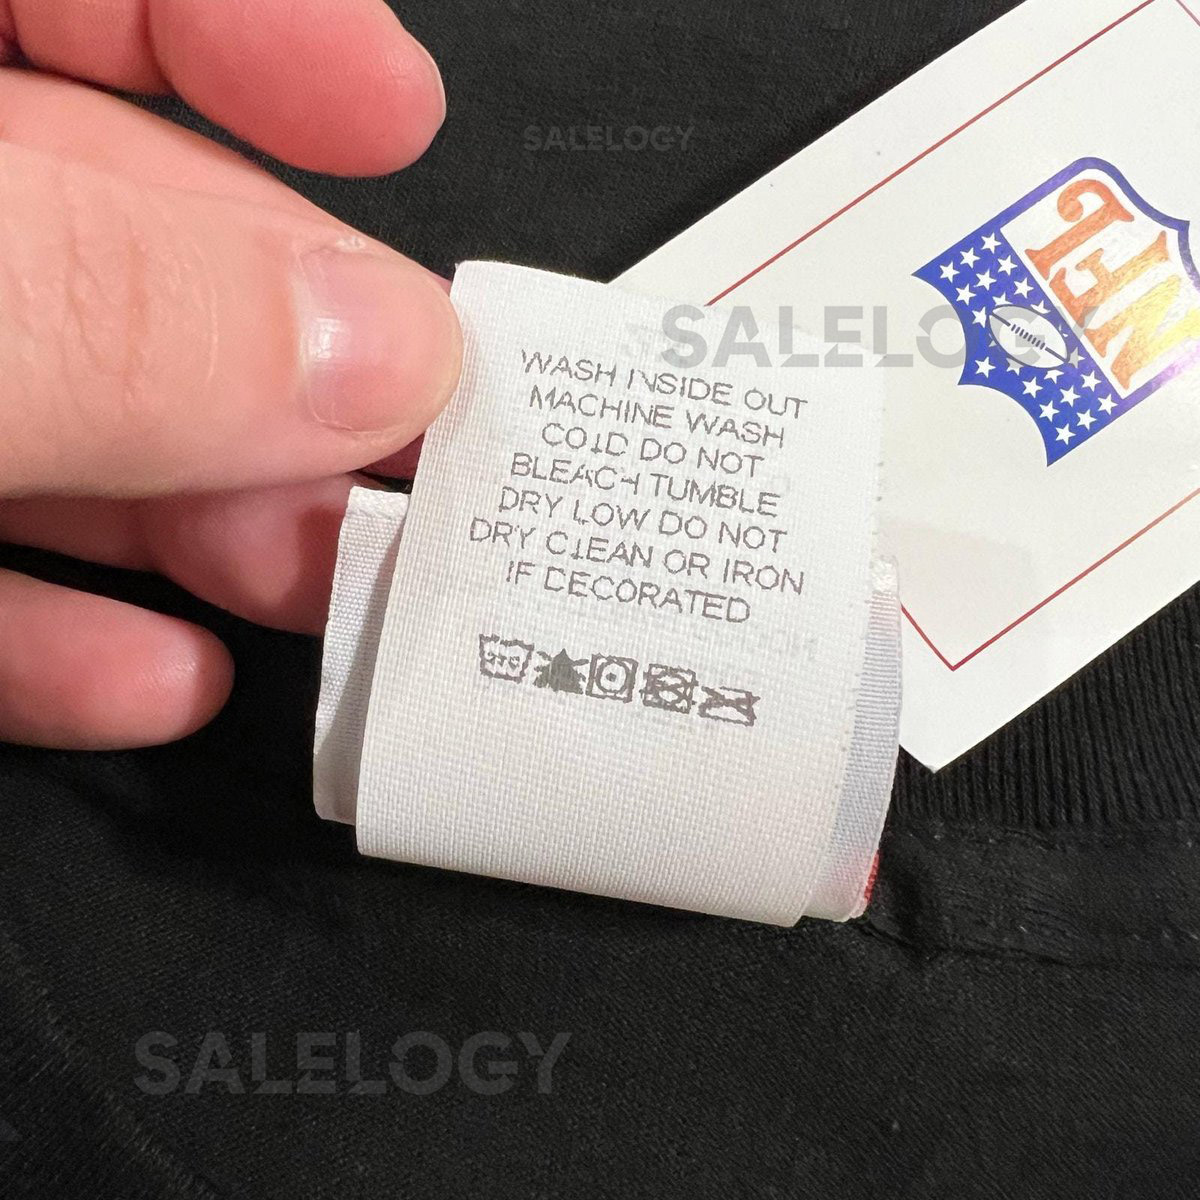 SALELOGY
SALELOGY
TEN
WASH INSIDE OUT
MACHINE WASH
COLD DO NOT
BLEACH TUMBLE
DRY LOW DO NOT
DRY CLEAN OR IRON
IF DECORATED
SALELOGY